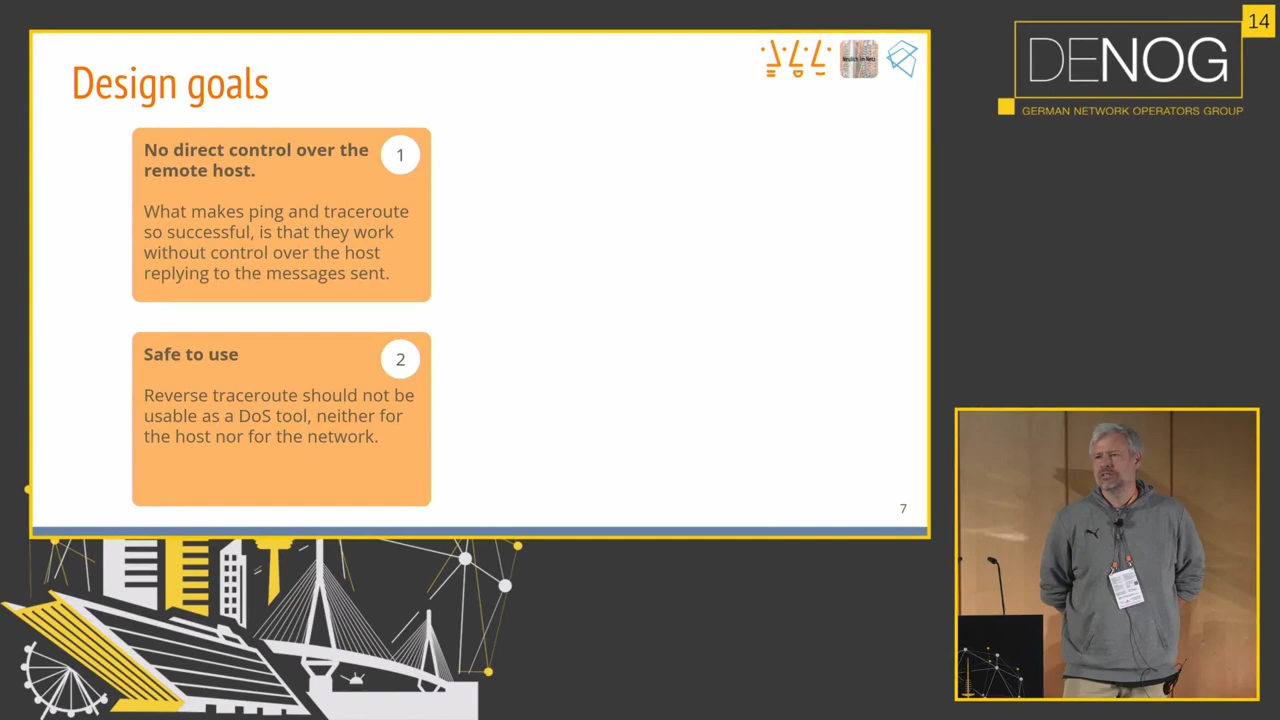 14
DENOG
GERMAN NETWORK OPERATORS GROUP
Design goals
Neulich im Netz
No direct control over the
remote host.
1
What makes ping and traceroute
so successful, is that they work
without control over the host
replying to the messages sent.
Safe to use
2
Reverse traceroute should not be
usable as a DoS tool, neither for
the host nor for the network.
7